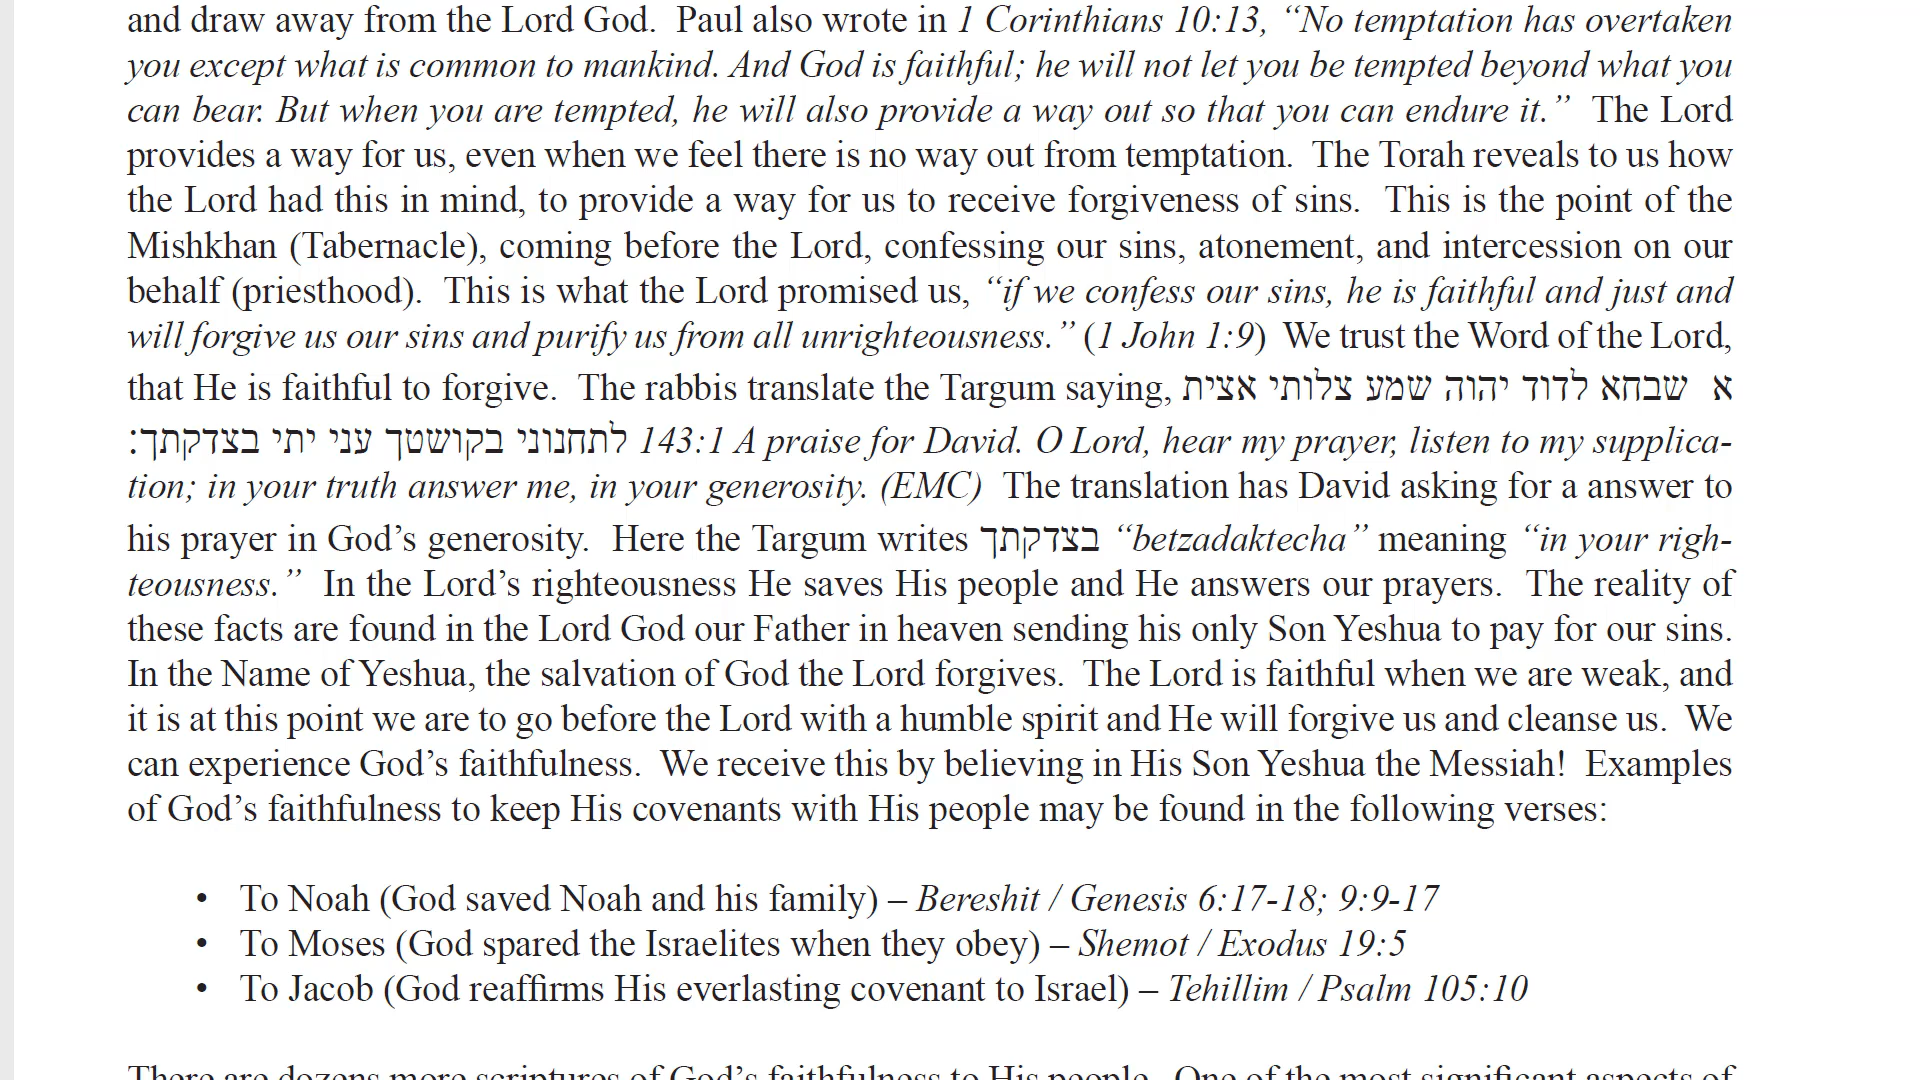 and draw away from the Lord God.  Paul also wrote in 1 Corinthians 10:13, “No temptation has overtaken
you except what is common to mankind. And God is faithful; he will not let you be tempted beyond what you
can bear. But when you are tempted, he will also provide a way out so that you can endure it.”  The Lord
provides a way for us, even when we feel there is no way out from temptation.  The Torah reveals to us how
the Lord had this in mind, to provide a way for us to receive forgiveness of sins.  This is the point of the
Mishkhan (Tabernacle), coming before the Lord, confessing our sins, atonement, and intercession on our
behalf (priesthood).  This is what the Lord promised us, “if we confess our sins, he is faithful and just and
will forgive us our sins and purify us from all unrighteousness.” (1 John 1:9)  We trust the Word of the Lord,
that He is faithful to forgive.  The rabbis translate the Targum saying, א  שבחא לדוד יהוה שמע צלותי אצית
לתחנוני בקושטך עני יתי בצדקתך: 143:1 A praise for David. O Lord, hear my prayer, listen to my supplica-
tion; in your truth answer me, in your generosity. (EMC)  The translation has David asking for a answer to
his prayer in God’s generosity.  Here the Targum writes בצדקתך “betzadaktecha” meaning “in your righ-
teousness.”  In the Lord’s righteousness He saves His people and He answers our prayers.  The reality of
these facts are found in the Lord God our Father in heaven sending his only Son Yeshua to pay for our sins.
In the Name of Yeshua, the salvation of God the Lord forgives.  The Lord is faithful when we are weak, and
it is at this point we are to go before the Lord with a humble spirit and He will forgive us and cleanse us.  We
can experience God’s faithfulness.  We receive this by believing in His Son Yeshua the Messiah!  Examples
of God’s faithfulness to keep His covenants with His people may be found in the following verses:
• To Noah (God saved Noah and his family) – Bereshit / Genesis 6:17-18; 9:9-17
• To Moses (God spared the Israelites when they obey) – Shemot / Exodus 19:5
• To Jacob (God reaffirms His everlasting covenant to Israel) – Tehillim / Psalm 105:10
There are dozens more scriptures of God’s faithfulness to His people.  One of the most significant aspects of